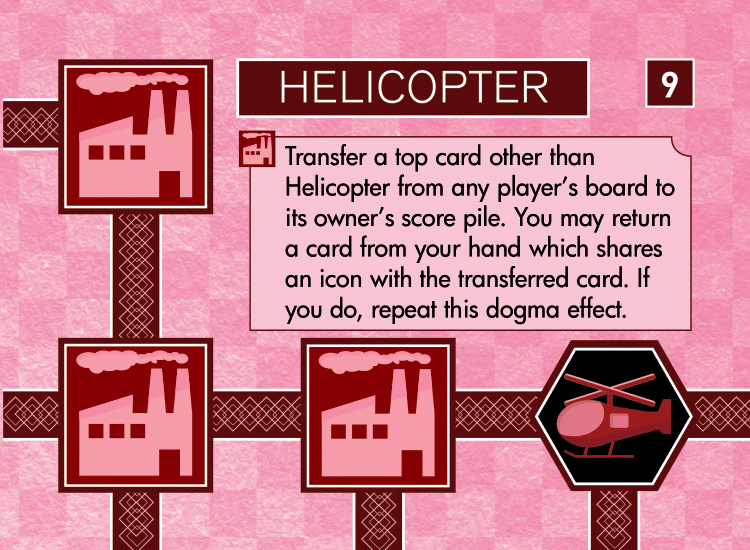 HELICOPTER
9
Transfer a top card other than
Helicopter from any player's board to
its owner's score pile. You may return
a card from your hand which shares
an icon with the transferred card. If
you do, repeat this dogma effect.